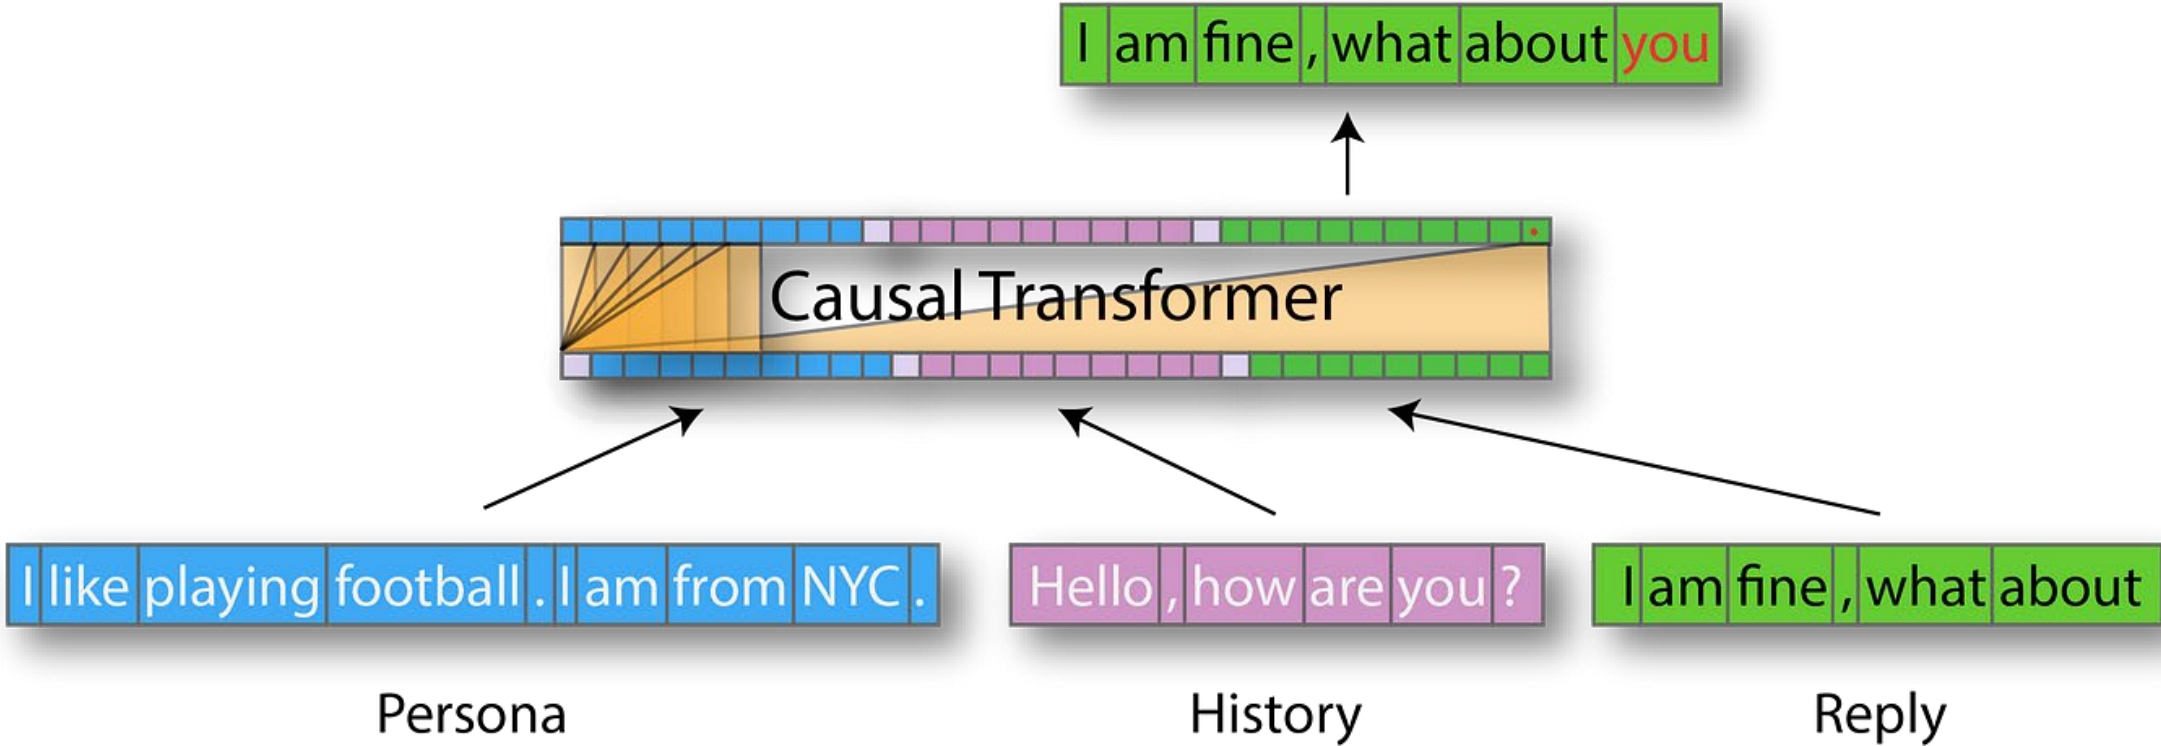 I am fine , what about you
Causal Transformer
I like playing football . I am from NYC .
Hello , how are you ?
I am fine , what about
Persona
History
Reply